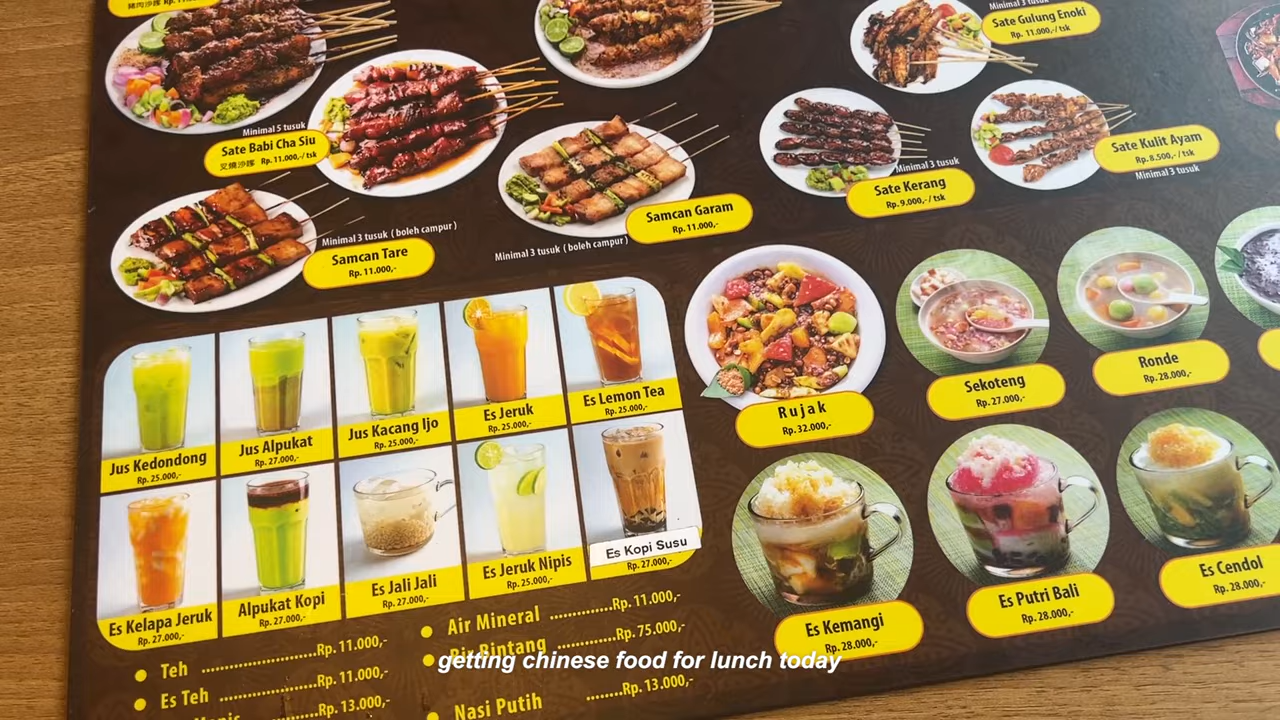 Minimal 3 tusuk
Sate Gulung Enoki
Rp. 11.000,-/ tsk
Minimal 5 tusuk
Sate Babi Cha Siu
叉燒沙嗲 Rp. 11.000,-/ tsk
Sate Kulit Ayam
Rp. 8.500,-/ tsk
Minimal 3 tusuk
Minimal 3 tusuk
Sate Kerang
Rp. 9.000,-/ tsk
Samcan Garam
Rp. 11.000,-
Minimal 3 tusuk ( boleh campur )
Minimal 3 tusuk ( boleh campur )
Samcan Tare
Rp. 11.000,-
Jus Kedondong
Rp. 25.000,-
Jus Alpukat
Rp. 27.000,-
Jus Kacang Ijo
Rp. 25.000,-
Es Jeruk
Rp. 25.000,-
Es Lemon Tea
Rp. 25.000,-
Rujak
Rp. 32.000,-
Sekoteng
Rp. 27.000,-
Ronde
Rp. 28.000,-
Es Kelapa Jeruk
Rp. 27.000,-
Alpukat Kopi
Rp. 27.000,-
Es Jali Jali
Rp. 27.000,-
Es Jeruk Nipis
Rp. 25.000,-
Es Kopi Susu
Rp. 27.000,-
Es Kemangi
Rp. 28.000,-
Es Putri Bali
Rp. 28.000,-
Es Cendol
Rp. 28.000,-
Teh ........................Rp. 11.000,-
Es Teh ........................Rp. 11.000,-
Rp. 13.000,-
Air Mineral .............Rp. 11.000,-
Bintang .............Rp. 75.000,-
Nasi Putih ........Rp. 13.000,-
getting chinese food for lunch today